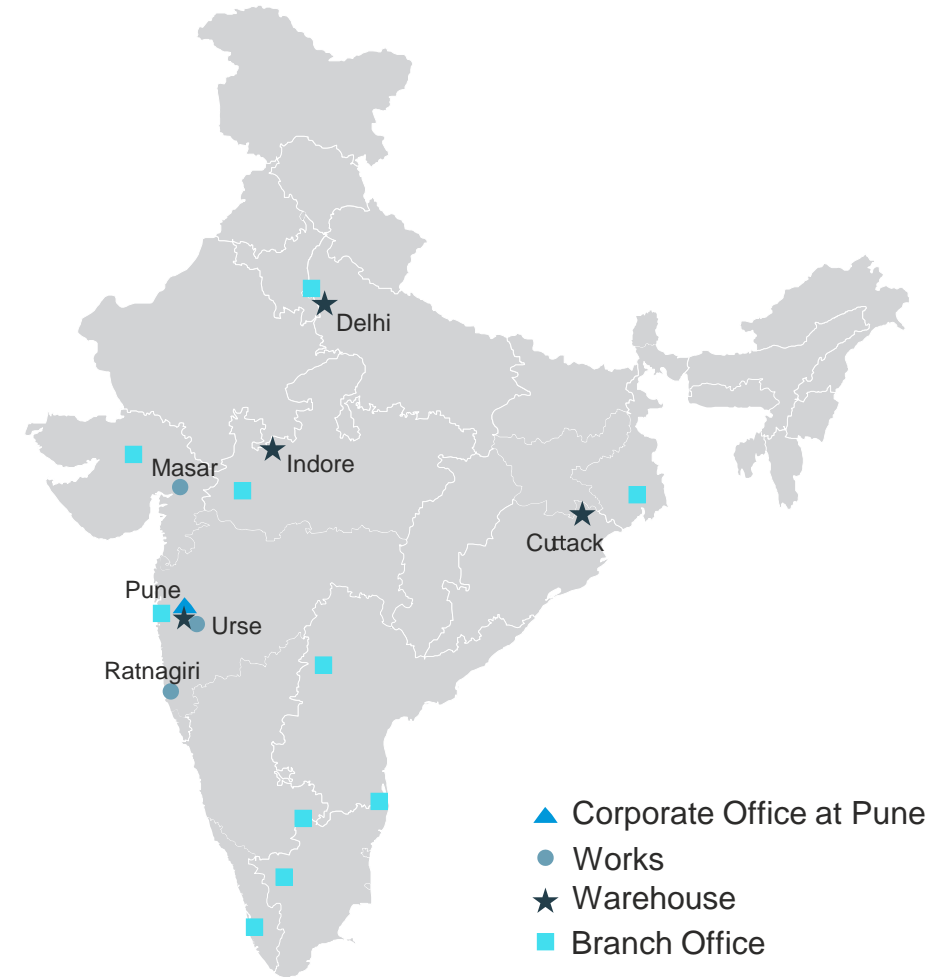 Delhi
Masar
Indore
Cuttack
Pune
Urse
Ratnagiri
Corporate Office at Pune
Works
Warehouse
Branch Office